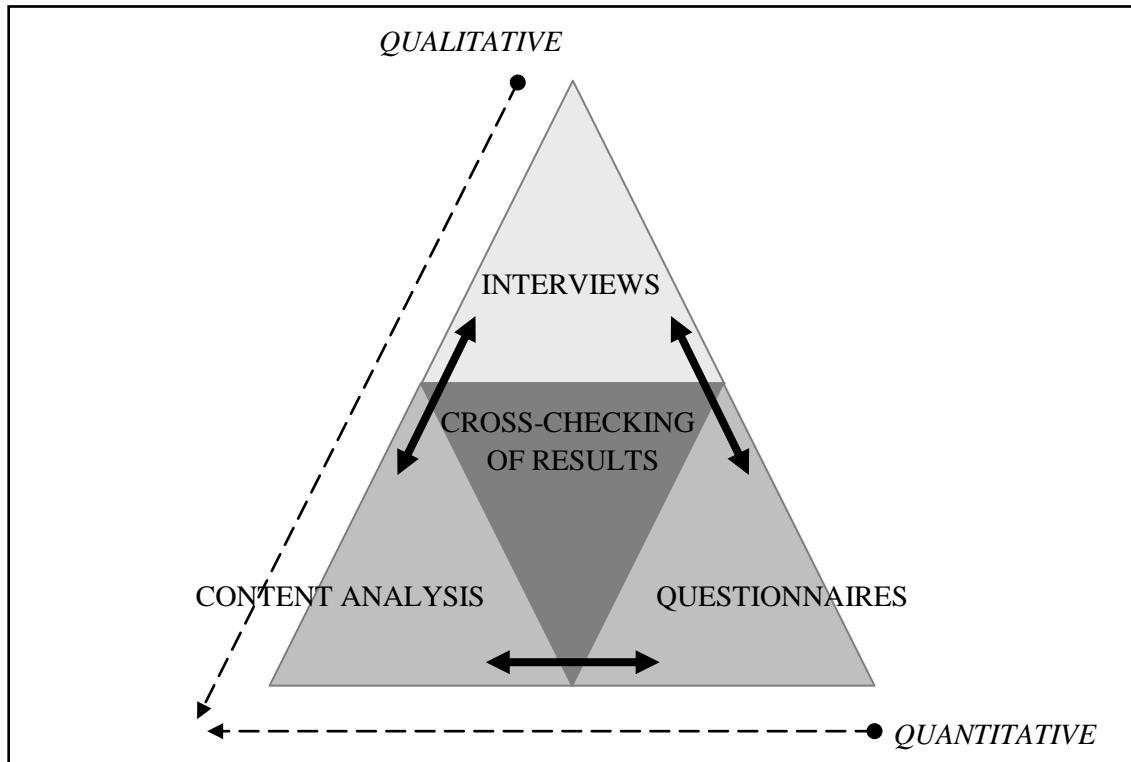 QUALITATIVE
INTERVIEWS
CROSS-CHECKING
OF RESULTS
CONTENT ANALYSIS
QUESTIONNAIRES
QUANTITATIVE